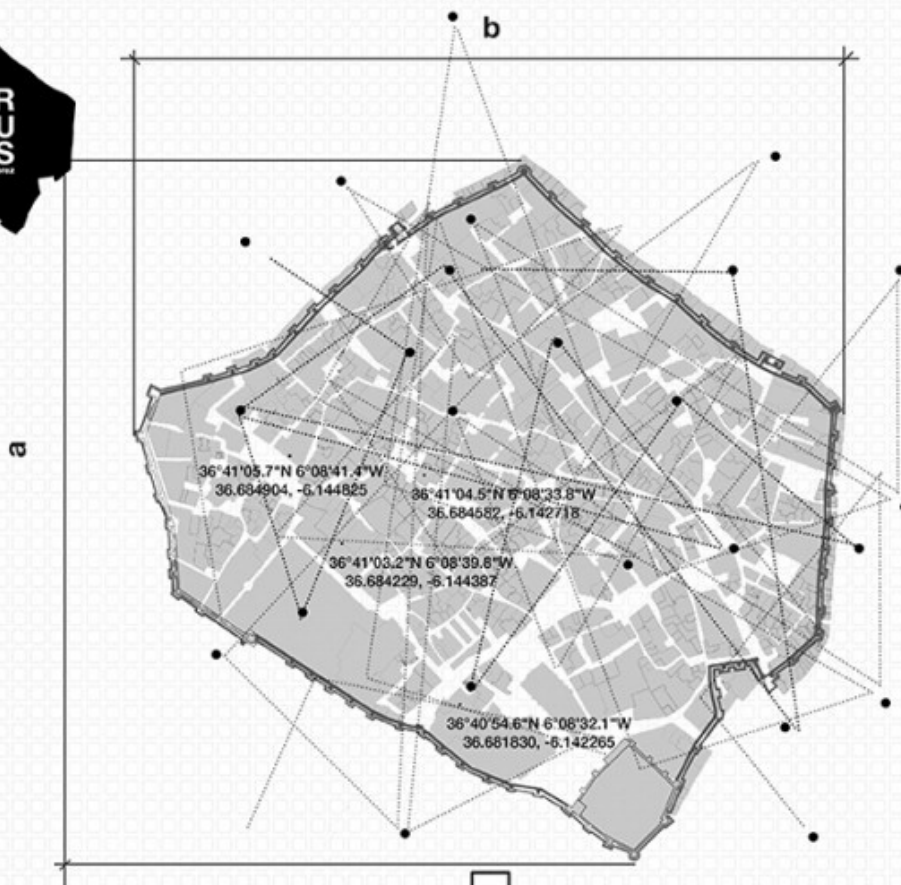 b
R
U
S
rez
a
36°41'05.7"N 6°08'41.4"W
36.684904, -6.144825
36°41'04.5"N 6°08'33.8"W
36.684582, -6.142718
36°41'03.2"N 6°08'39.8"W
36.684229, -6.144387
36°40'54.6"N 6°08'32.1"W
36.681830, -6.142265